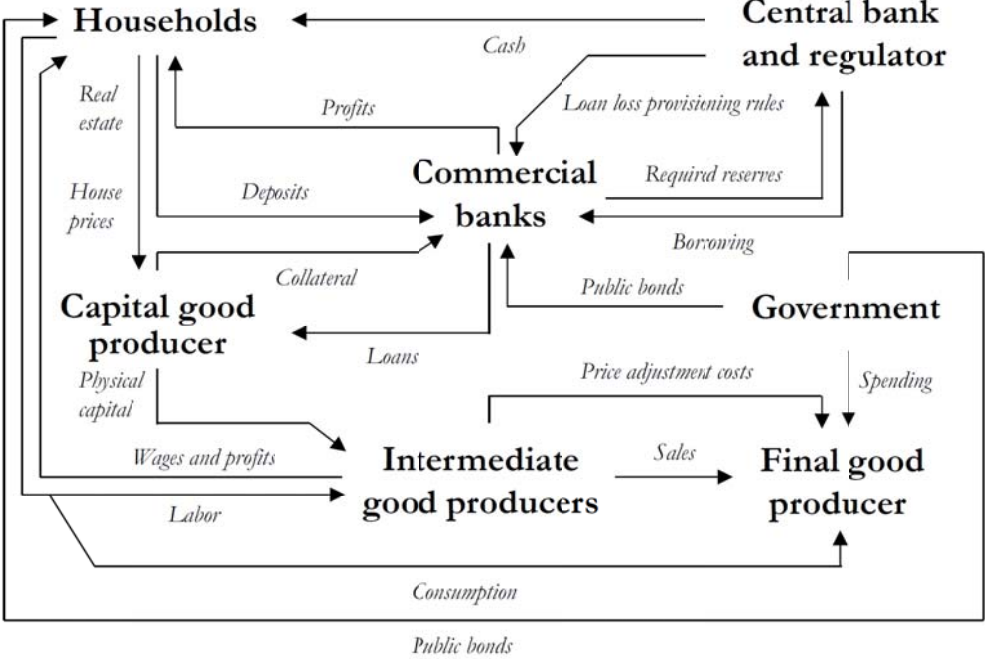 Households
Central bank
and regulator
Cash
Real
estate
Profits
Loan loss provisioning rules
Commercial
banks
Required reserves
House
prices
Deposits
Borrowing
Collateral
Public bonds
Capital good
producer
Government
Loans
Physical
capital
Price adjustment costs
Spending
Wages and profits
Intermediate
good producers
Sales
Final good
producer
Labor
Consumption
Public bonds